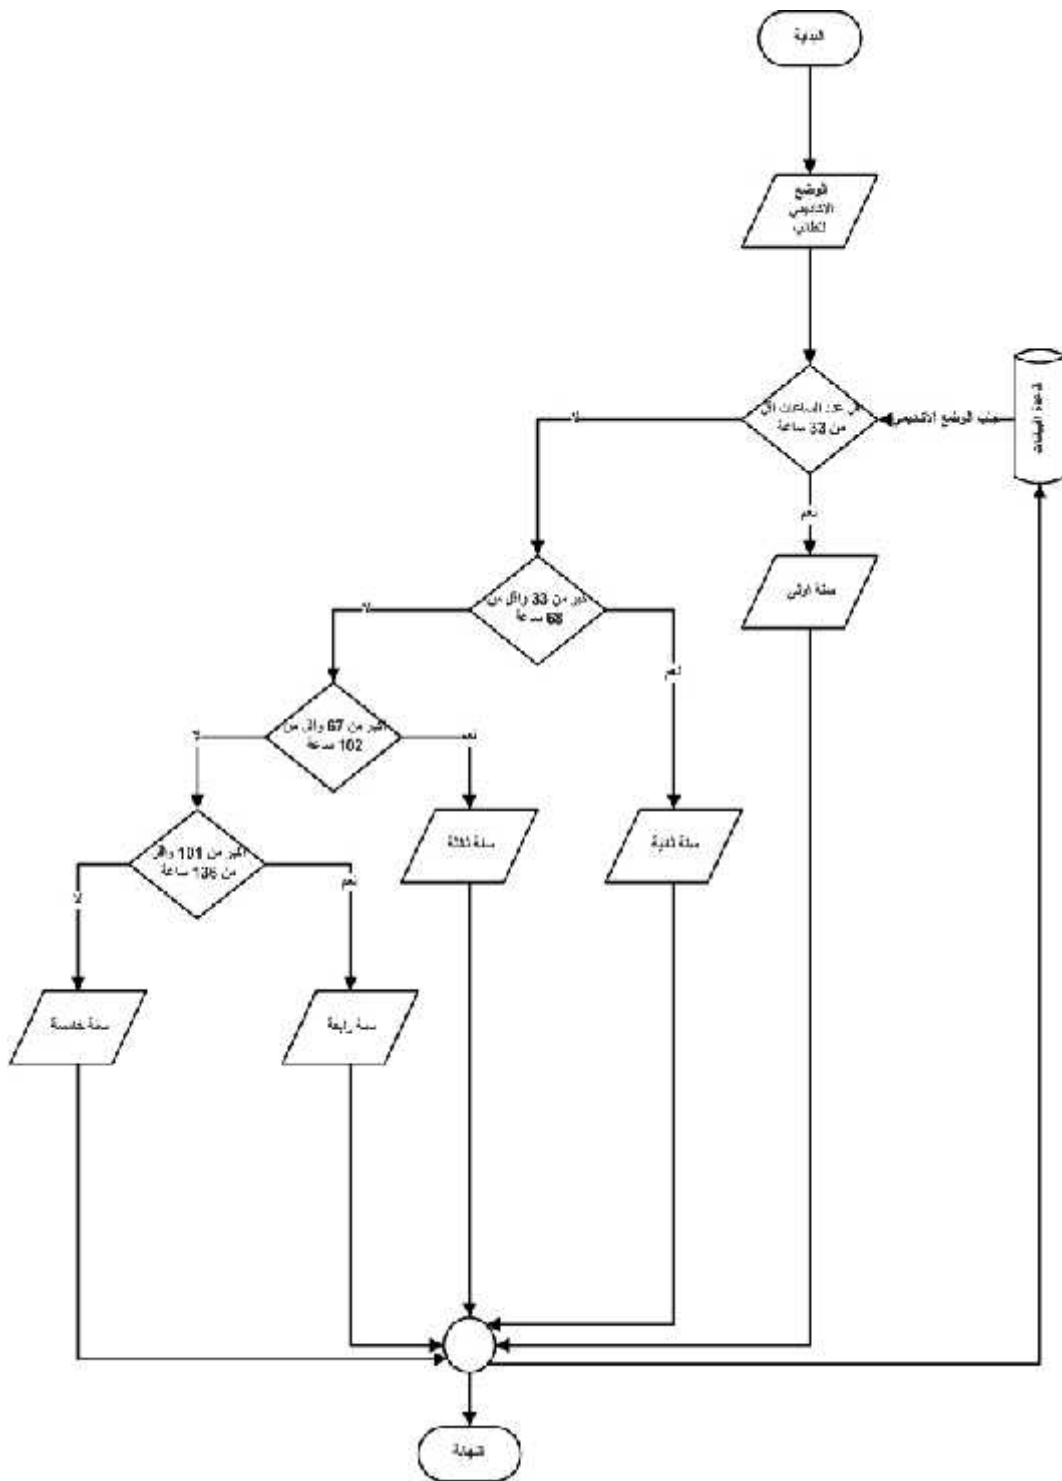 البداية
الوضع
الاكاديمي
للطالب
هل عدد الساعات اقل
من 33 ساعة
جلب الوضع الاكاديمي
قاعدة البيانات
لا
نعم
سنة اولى
اكبر من 33 واقل من
68 ساعة
لا
نعم
اكبر من 67 واقل من
102 ساعة
لا
نعم
سنة ثالثة
سنة ثانية
اكبر من 101 واقل
من 136 ساعة
لا
نعم
سنة خامسة
سنة رابعة
النهاية